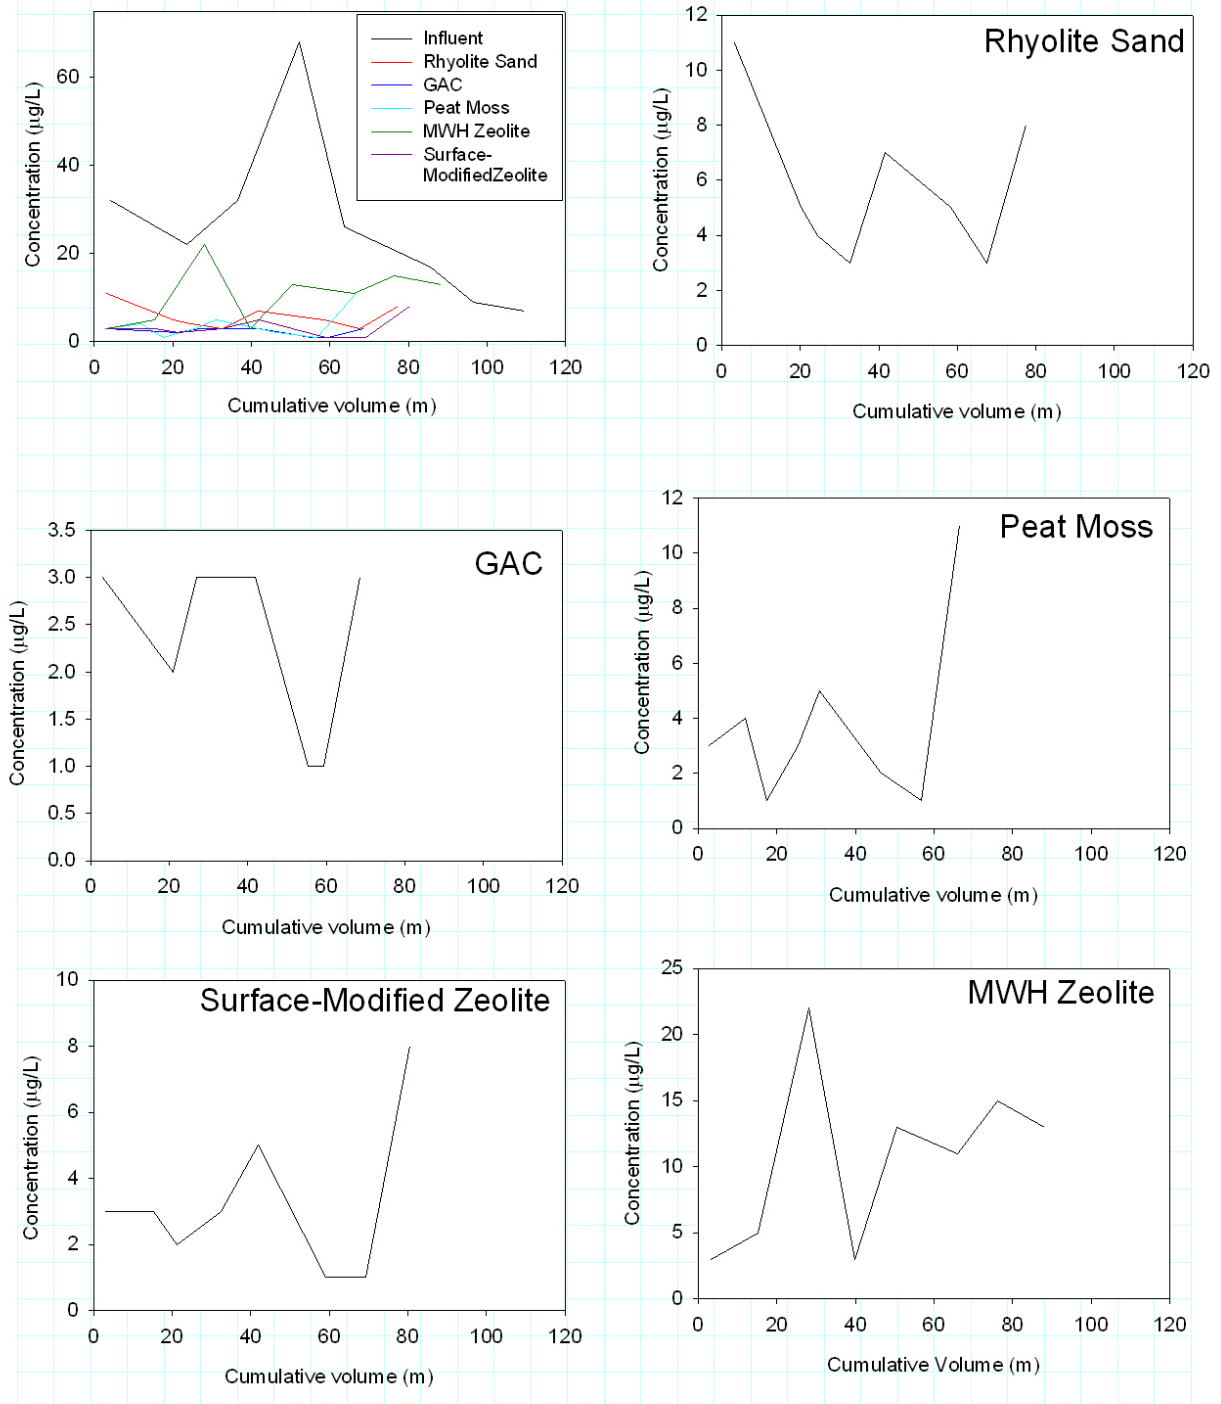 Concentration (µg/L)
60
40
20
0
0 20 40 60 80 100 120
Cumulative volume (m)
Influent
Rhyolite Sand
GAC
Peat Moss
MWH Zeolite
Surface-
ModifiedZeolite
Rhyolite Sand
Concentration (µg/L)
12
10
8
6
4
2
0
0 20 40 60 80 100 120
Cumulative volume (m)
GAC
Concentration (µg/L)
3.5
3.0
2.5
2.0
1.5
1.0
0.5
0.0
0 20 40 60 80 100 120
Cumulative volume (m)
Peat Moss
Concentration (µg/L)
12
10
8
6
4
2
0
0 20 40 60 80 100 120
Cumulative volume (m)
Surface-Modified Zeolite
Concentration (µg/L)
10
8
6
4
2
0
0 20 40 60 80 100 120
Cumulative volume (m)
MWH Zeolite
Concentration (µg/L)
25
20
15
10
5
0
0 20 40 60 80 100 120
Cumulative Volume (m)